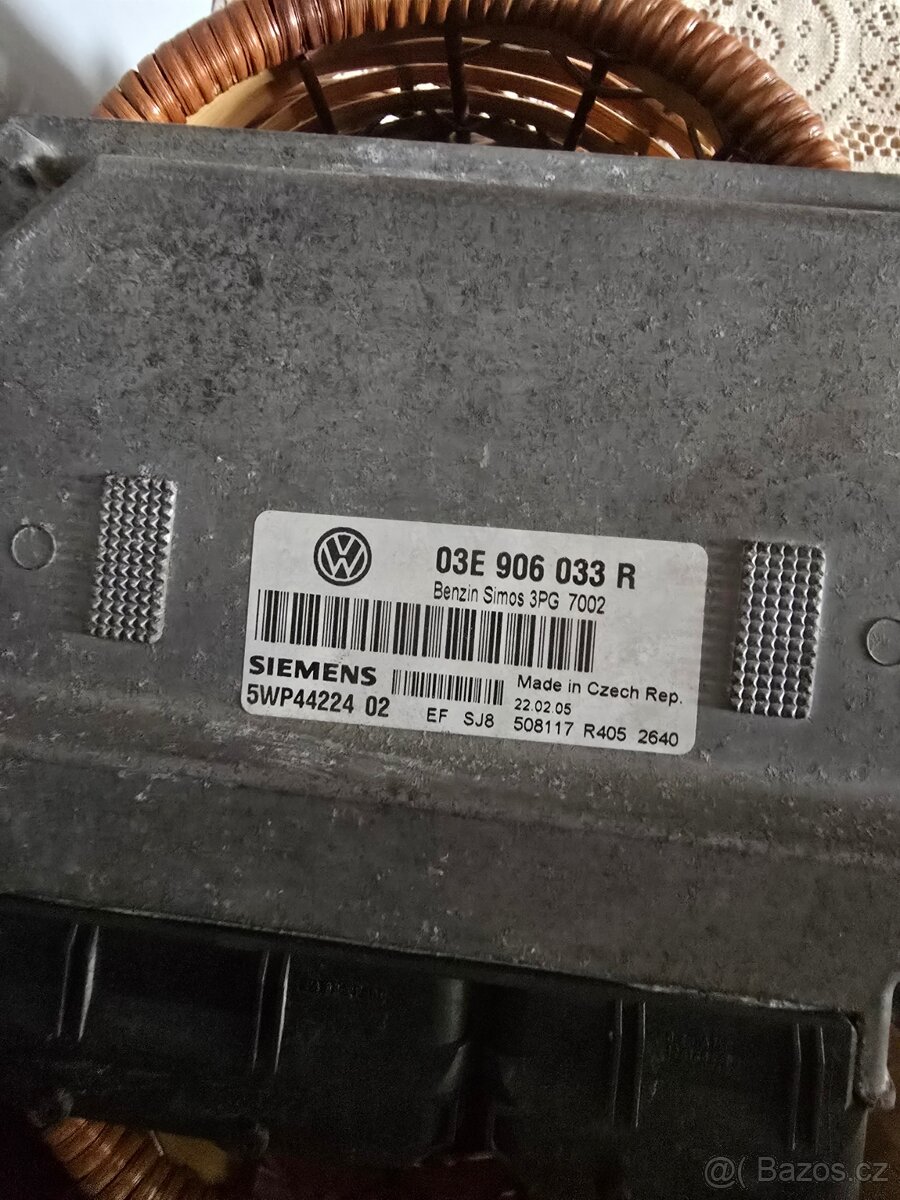 03E 906 033 R
Benzin Simos 3PG 7002
SIEMENS
Made in Czech Rep.
5WP44224 02
22.02.05
EF SJ8
508117 R405 2640
@( Bazos.cz